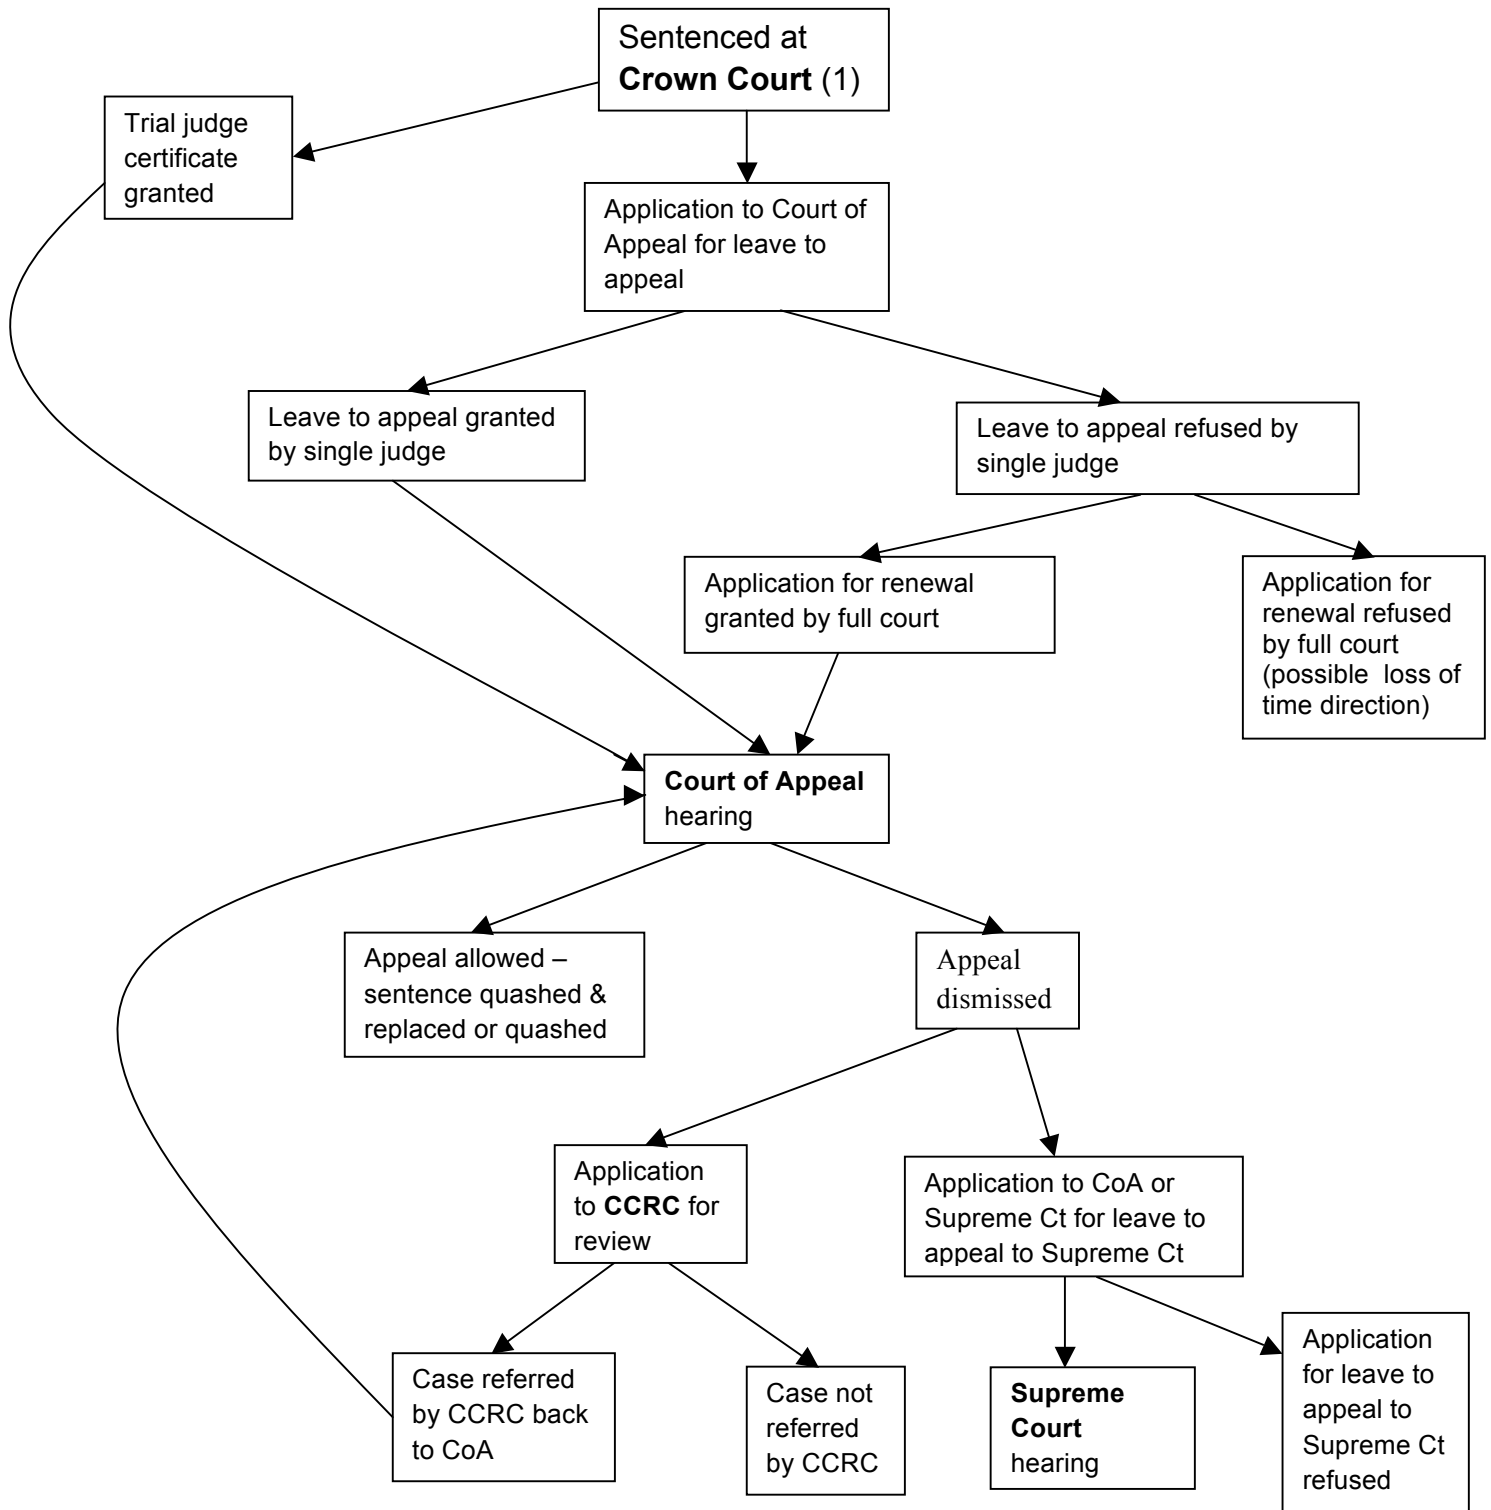 Sentenced at
Crown Court (1)
Trial judge
certificate
granted
Application to Court of
Appeal for leave to
appeal
Leave to appeal granted
by single judge
Leave to appeal refused by
single judge
Application for renewal
granted by full court
Application for
renewal refused
by full court
(possible loss of
time direction)
Court of Appeal
hearing
Appeal allowed –
sentence quashed &
replaced or quashed
Appeal
dismissed
Application
to CCRC for
review
Application to CoA or
Supreme Ct for leave to
appeal to Supreme Ct
Case referred
by CCRC back
to CoA
Case not
referred
by CCRC
Supreme
Court
hearing
Application
for leave to
appeal to
Supreme Ct
refused